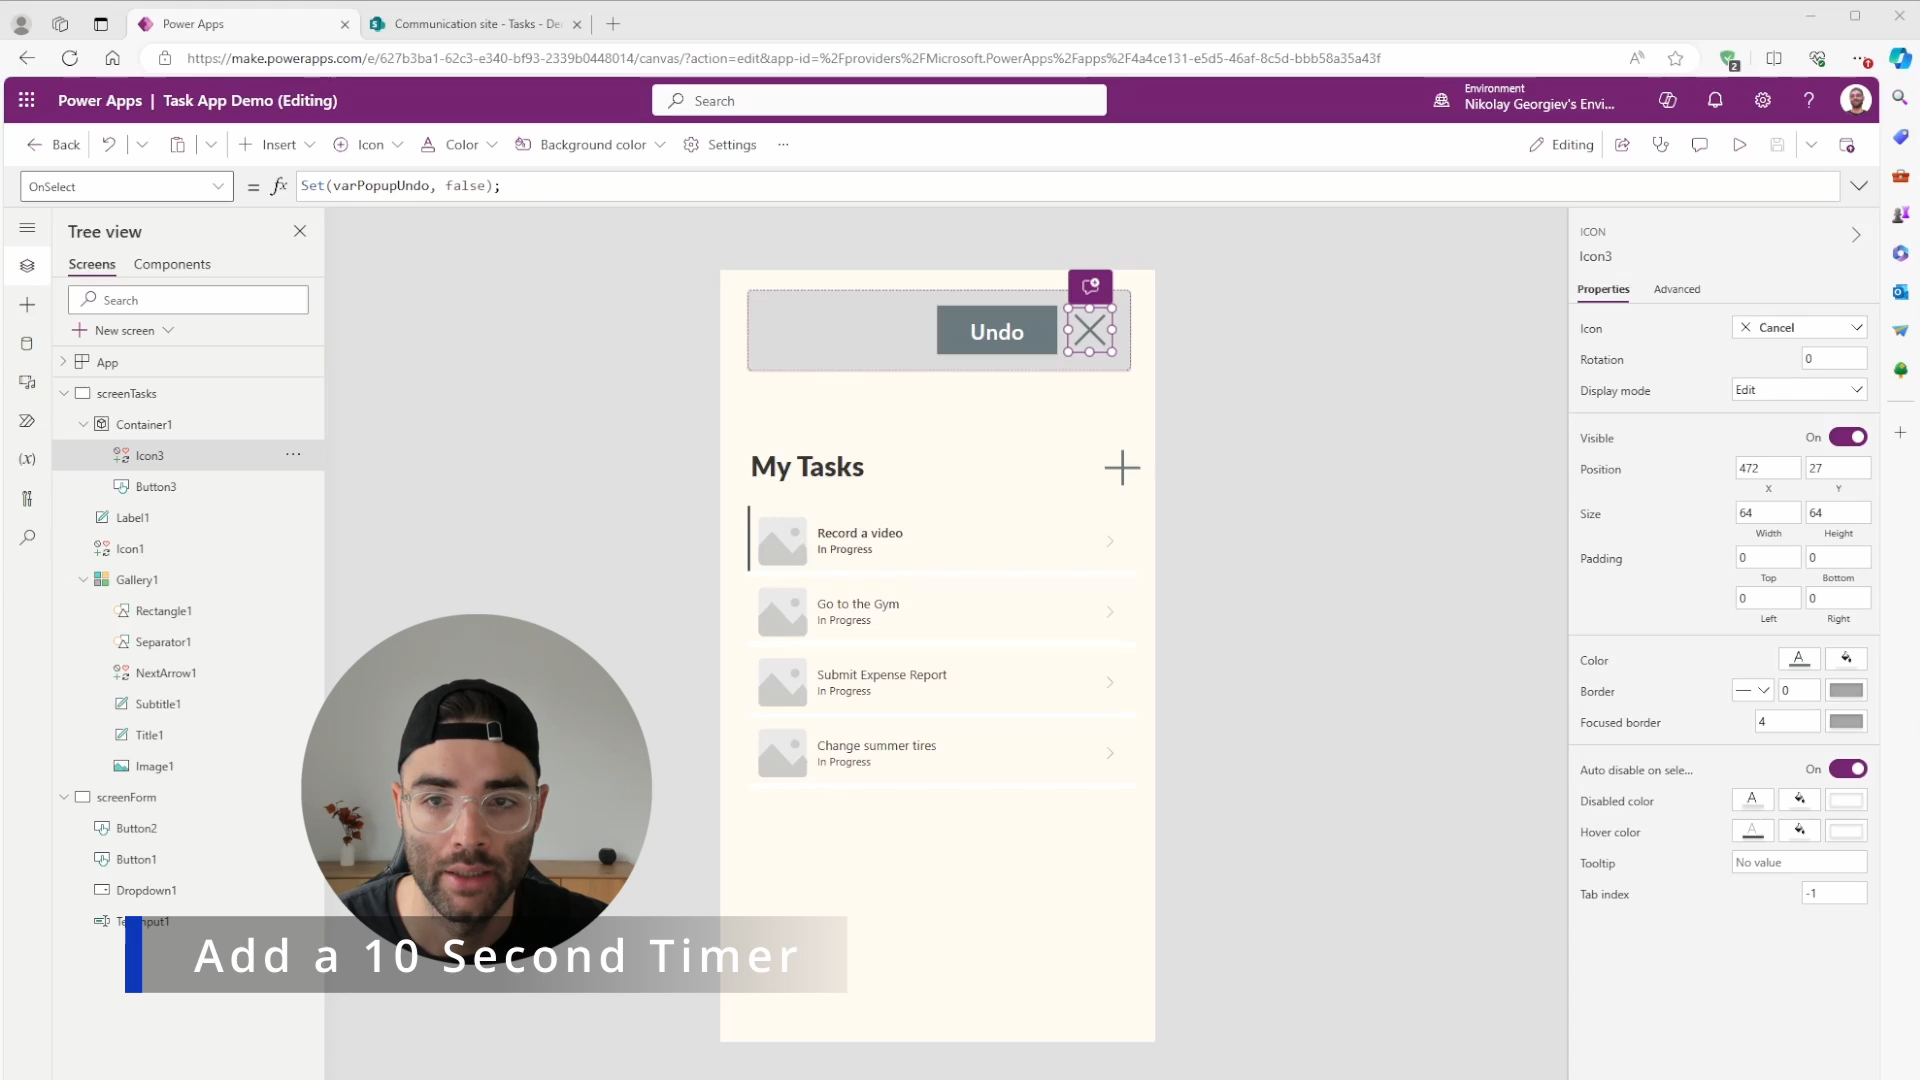 Power Apps
Communication site - Tasks - De
https://make.powerapps.com/e/627b3ba1-62c3-e340-bf93-2339b0448014/canvas/?action=edit&app-id=%2Fproviders%2FMicrosoft.PowerApps%2Fapps%2F4a4ce131-e5d5-46af-8c5d-bbb58a35a43f
2
Power Apps | Task App Demo (Editing)
Search
Environment
Nikolay Georgiev's Envi...
Back
Insert
Icon
Color
Background color
Settings
...
Editing
OnSelect
= fx Set(varPopupUndo, false);
Tree view
Screens Components
Search
New screen
App
screenTasks
Container1
Icon3
Button3
Label1
Icon1
Gallery1
Rectangle1
Separator1
NextArrow1
Subtitle1
Title1
Image1
screenForm
Button2
Button1
Dropdown1
Undo
My Tasks
Record a video
In Progress
Go to the Gym
In Progress
Submit Expense Report
In Progress
Change summer tires
In Progress
Add a 10 Second Timer
ICON
Icon3
Properties Advanced
Icon Cancel
Rotation 0
Display mode Edit
Visible On
Position 472 27
X Y
Size 64 64
Width Height
Padding 0 0
Top Bottom
0 0
Left Right
Color
Border 0
Focused border 4
Auto disable on sele... On
Disabled color
Hover color
Tooltip No value
Tab index -1